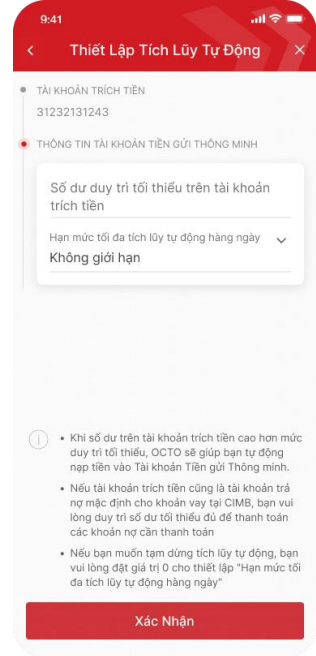 9:41
Thiết Lập Tích Lũy Tự Động
TÀI KHOẢN TRÍCH TIỀN
31232131243
THÔNG TIN TÀI KHOẢN TIỀN GỬI THÔNG MINH
Số dư duy trì tối thiểu trên tài khoản
trích tiền
Hạn mức tối đa tích lũy tự động hàng ngày
Không giới hạn
• Khi số dư trên tài khoản trích tiền cao hơn mức
duy trì tối thiểu, OCTO sẽ giúp bạn tự động
nạp tiền vào Tài khoản Tiền gửi Thông minh.
• Nếu tài khoản trích tiền cũng là tài khoản trả
nợ mặc định cho khoản vay tại CIMB, bạn vui
lòng duy trì số dư tối thiểu đủ để thanh toán
các khoản nợ cần thanh toán
• Nếu bạn muốn tạm dừng tích lũy tự động, bạn
vui lòng đặt giá trị 0 cho thiết lập "Hạn mức tối
đa tích lũy tự động hàng ngày"
Xác Nhận